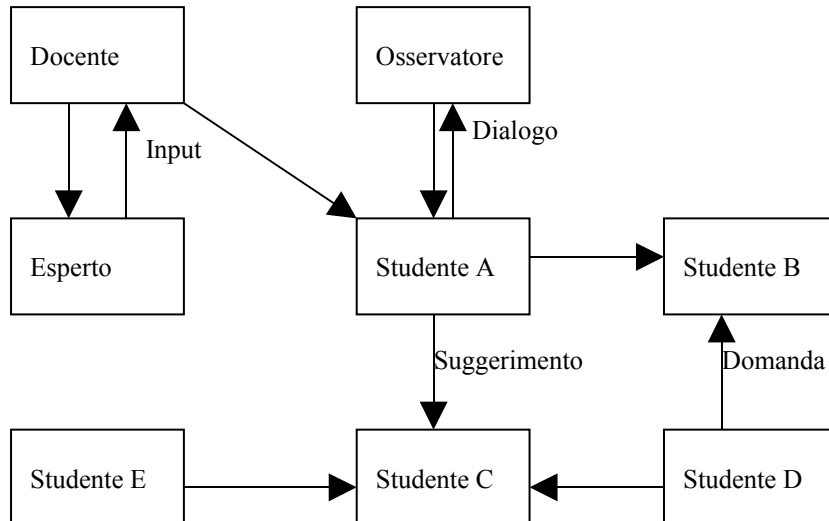 Docente
Osservatore
Input
Dialogo
Esperto
Studente A
Studente B
Suggerimento
Domanda
Studente E
Studente C
Studente D